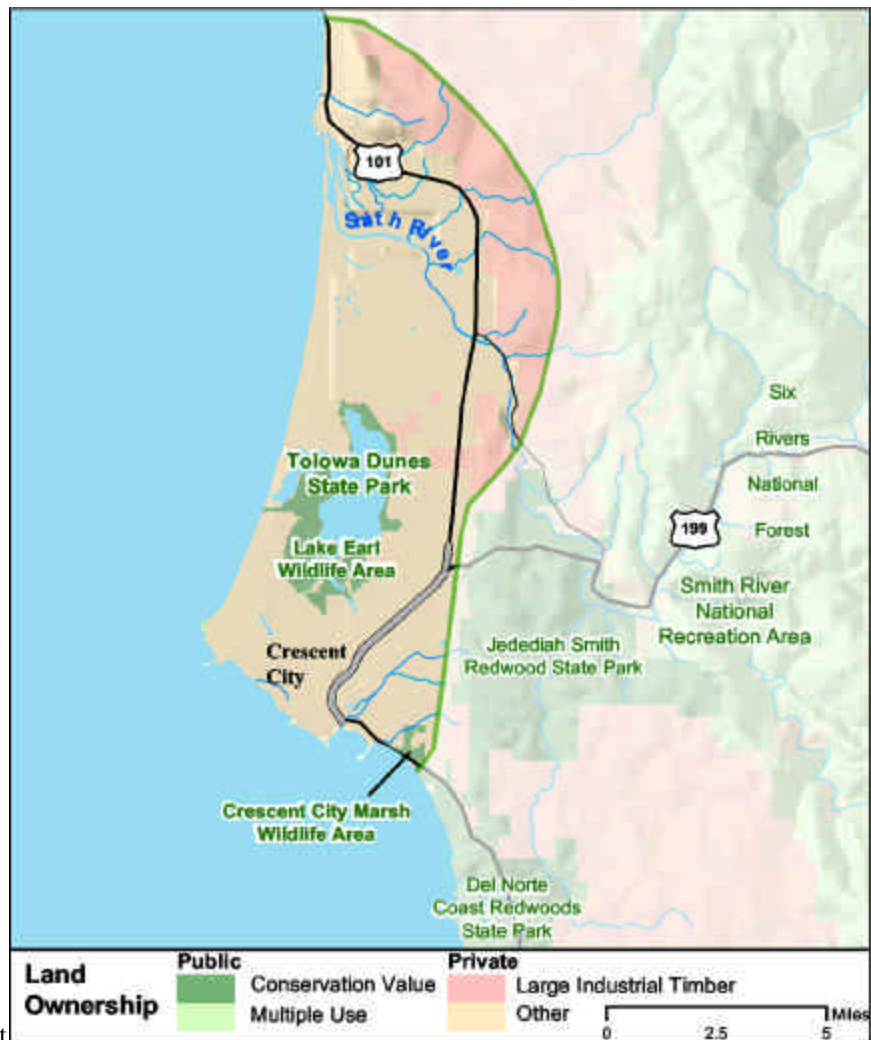 101
Smith River
Six
Rivers
National
Forest
Tolowa Dunes
State Park
199
Lake Earl
Wildlife Area
Smith River
National
Recreation Area
Crescent
City
Jedediah Smith
Redwood State Park
Crescent City Marsh
Wildlife Area
Del Norte
Coast Redwoods
State Park
Land
Ownership
Public
Conservation Value
Multiple Use
Private
Large Industrial Timber
Other
Miles
0 2.5 5
t